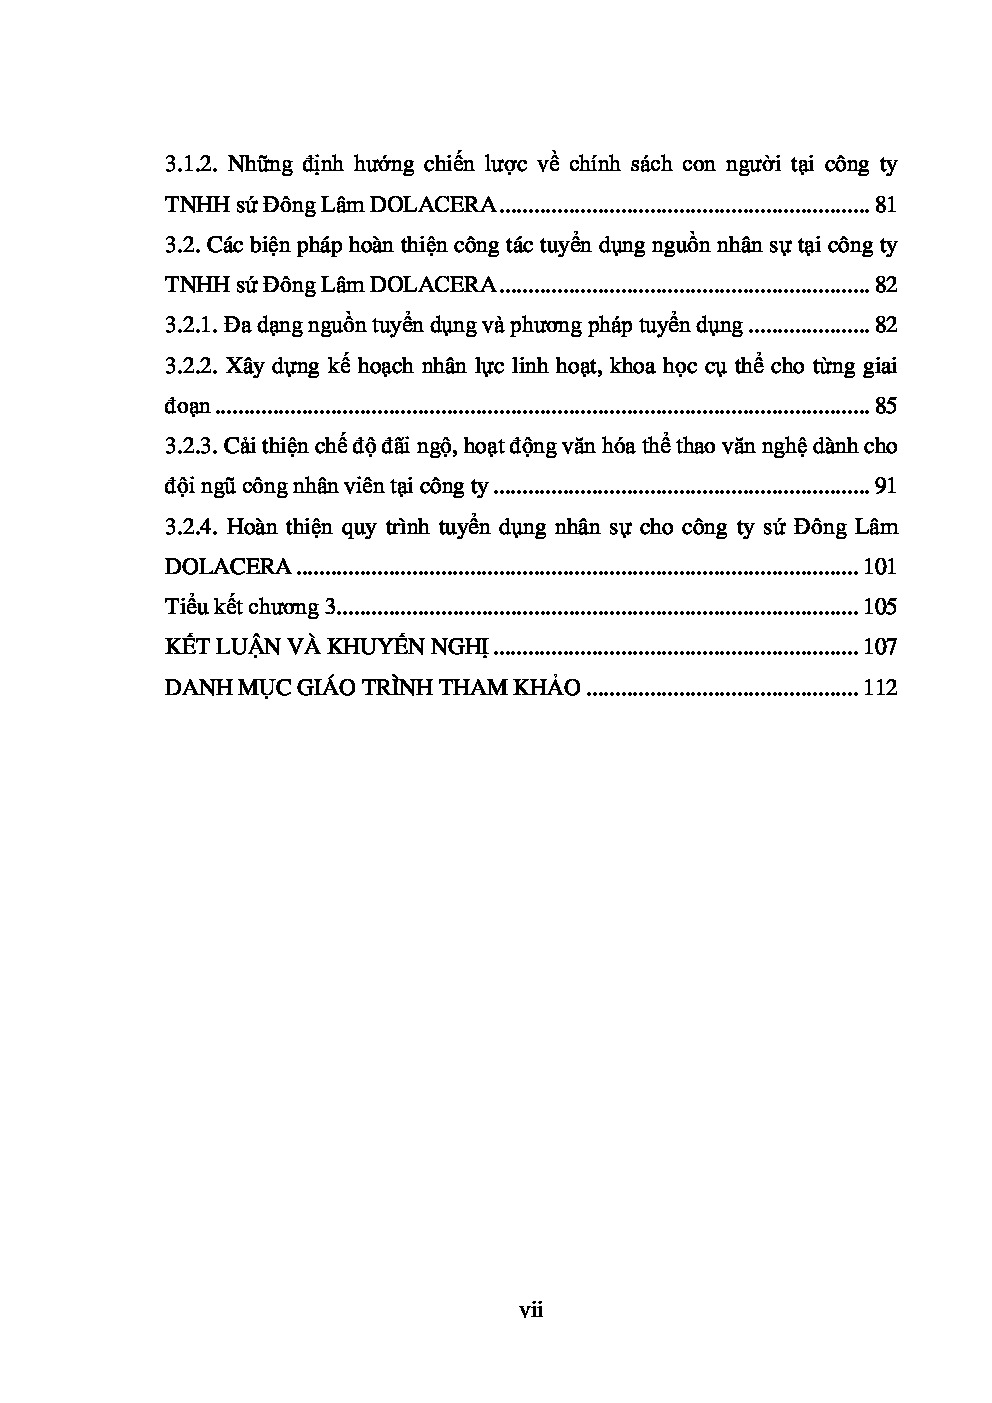 3.1.2. Những định hướng chiến lược về chính sách con người tại công ty
TNHH sứ Đông Lâm DOLACERA................................................................ 81
3.2. Các biện pháp hoàn thiện công tác tuyển dụng nguồn nhân sự tại công ty
TNHH sứ Đông Lâm DOLACERA................................................................ 82
3.2.1. Đa dạng nguồn tuyển dụng và phương pháp tuyển dụng ..................... 82
3.2.2. Xây dựng kế hoạch nhân lực linh hoạt, khoa học cụ thể cho từng giai
đoạn ................................................................................................................. 85
3.2.3. Cải thiện chế độ đãi ngộ, hoạt động văn hóa thể thao văn nghệ dành cho
đội ngũ công nhân viên tại công ty ................................................................. 91
3.2.4. Hoàn thiện quy trình tuyển dụng nhân sự cho công ty sứ Đông Lâm
DOLACERA ................................................................................................. 101
Tiểu kết chương 3.......................................................................................... 105
KẾT LUẬN VÀ KHUYẾN NGHỊ ............................................................... 107
DANH MỤC GIÁO TRÌNH THAM KHẢO ............................................... 112
vii